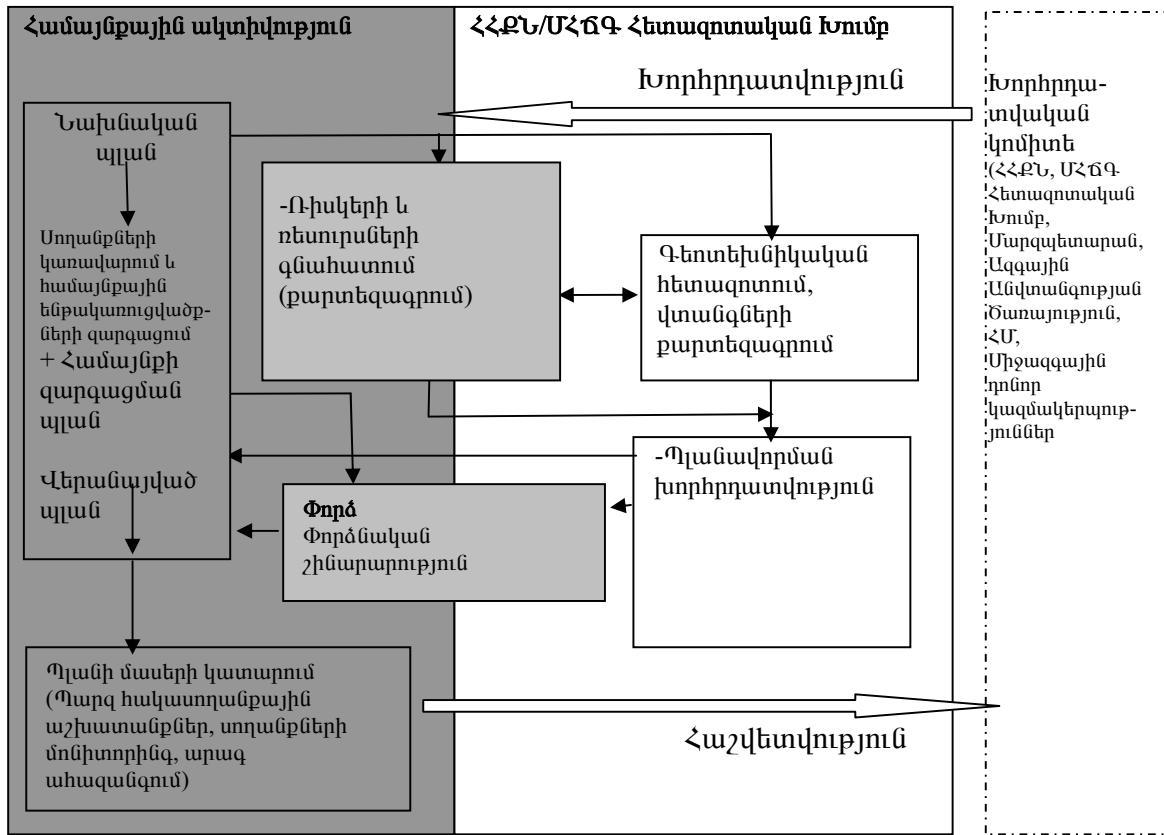 Համայնքային ակտիվություն
ՀՀՔՆ/ՄՀՃԳ Հետազոտական Խումբ
Խորհրդատվություն
Նախնական
պլան
Սողանքների
կառավարում և
համայնքային
ենթակառուցվածք-
ների զարգացում
+ Համայնքի
զարգացման
պլան
Վերանայված
պլան
-Ռիսկերի և
ռեսուրսների
գնահատում
(քարտեզագրում)
Գեոտեխնիկական
հետազոտում,
վտանգների
քարտեզագրում
-Պլանավորման
խորհրդատվություն
Փորձ
Փորձնական
շինարարություն
Պլանի մասերի կատարում
(Պարզ հակասողանքային
աշխատանքներ, սողանքների
մոնիտորինգ, արագ
ահազանգում)
Հաշվետվություն
Խորհրդա-
տվական
կոմիտե
(ՀՀՔՆ, ՄՀՃԳ
Հետազոտական
Խումբ,
Մարզպետարան,
Ազգային
Անվտանգության
Ծառայություն,
ՀՄ,
Միջազգային
դոնոր
կազմակերպութ-
յուններ